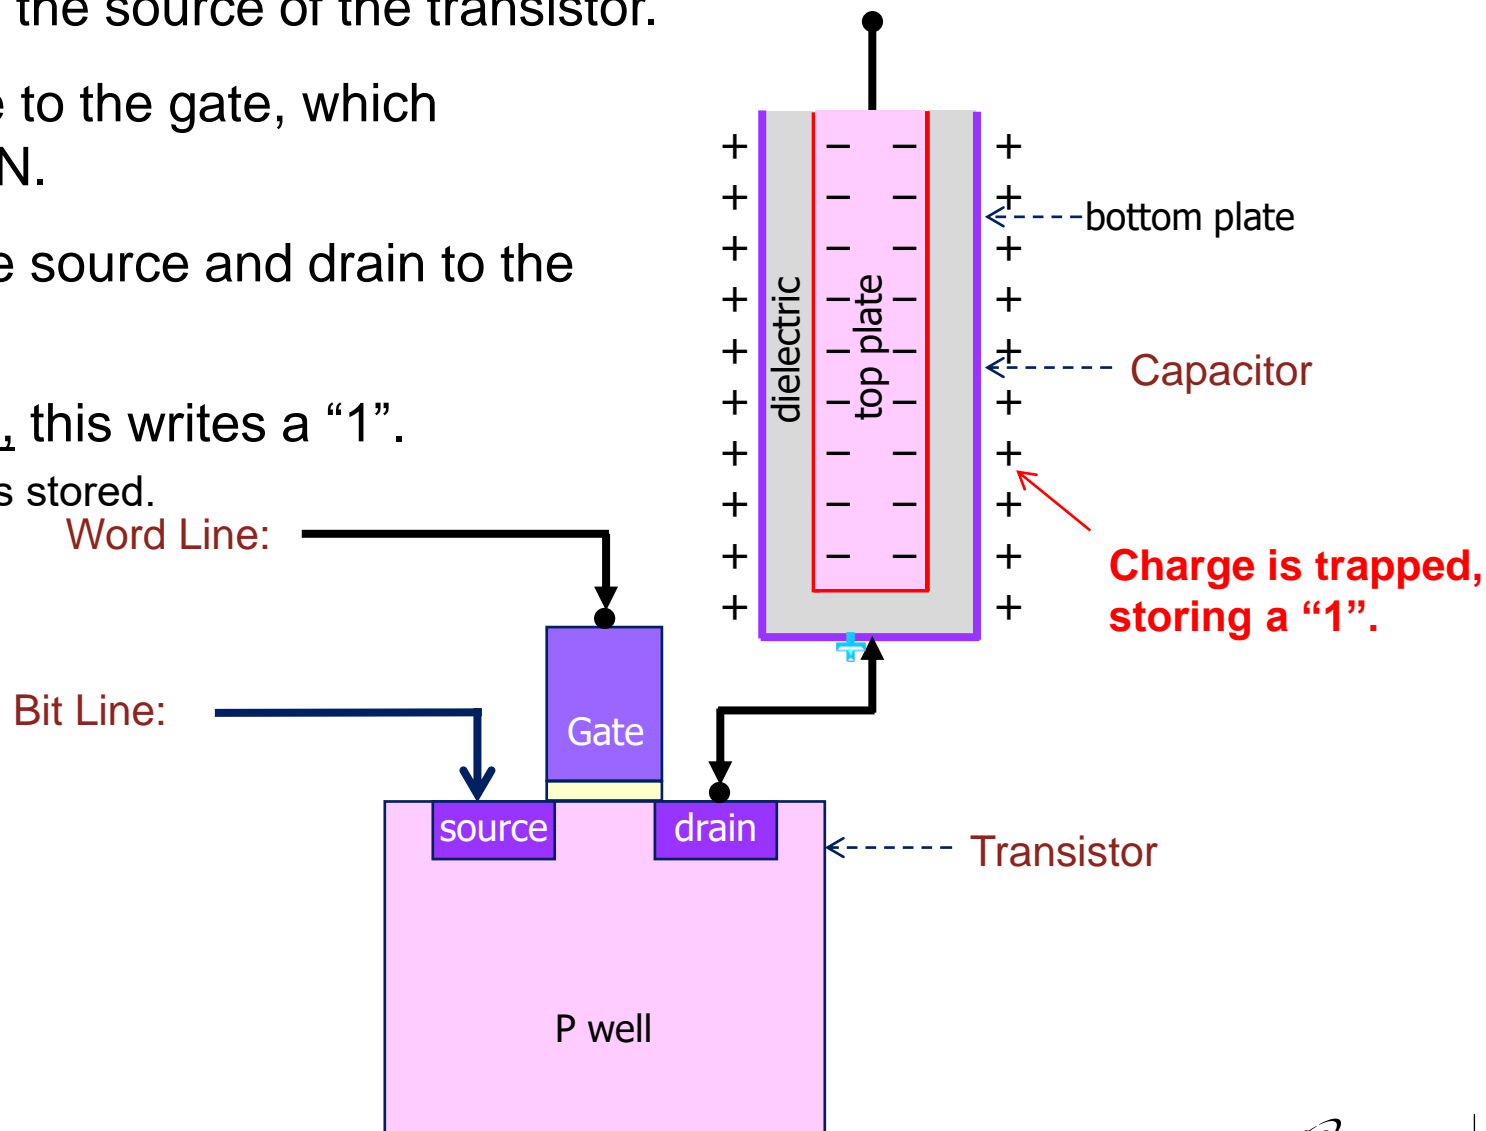 the source of the transistor.
e to the gate, which
N.
e source and drain to the
, this writes a “1”.
s stored.
Word Line:
Bit Line:
Gate
source
drain
Transistor
P well
dielectric
top plate
bottom plate
Capacitor
Charge is trapped,
storing a “1”.